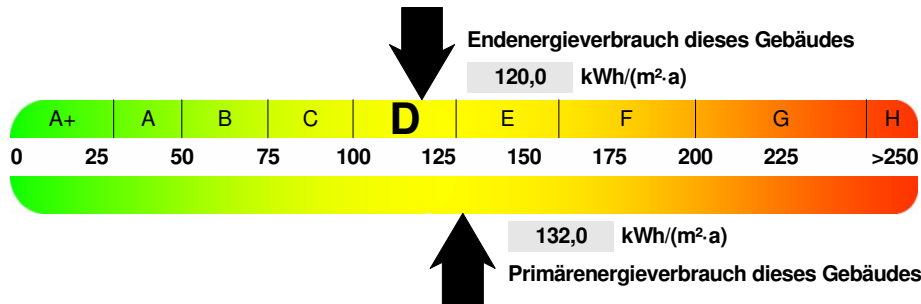 Endenergieverbrauch dieses Gebäudes
120,0 kWh/(m²·a)
A+ A B C D E F G H
0 25 50 75 100 125 150 175 200 225 >250
132,0 kWh/(m²·a)
Primärenergieverbrauch dieses Gebäudes